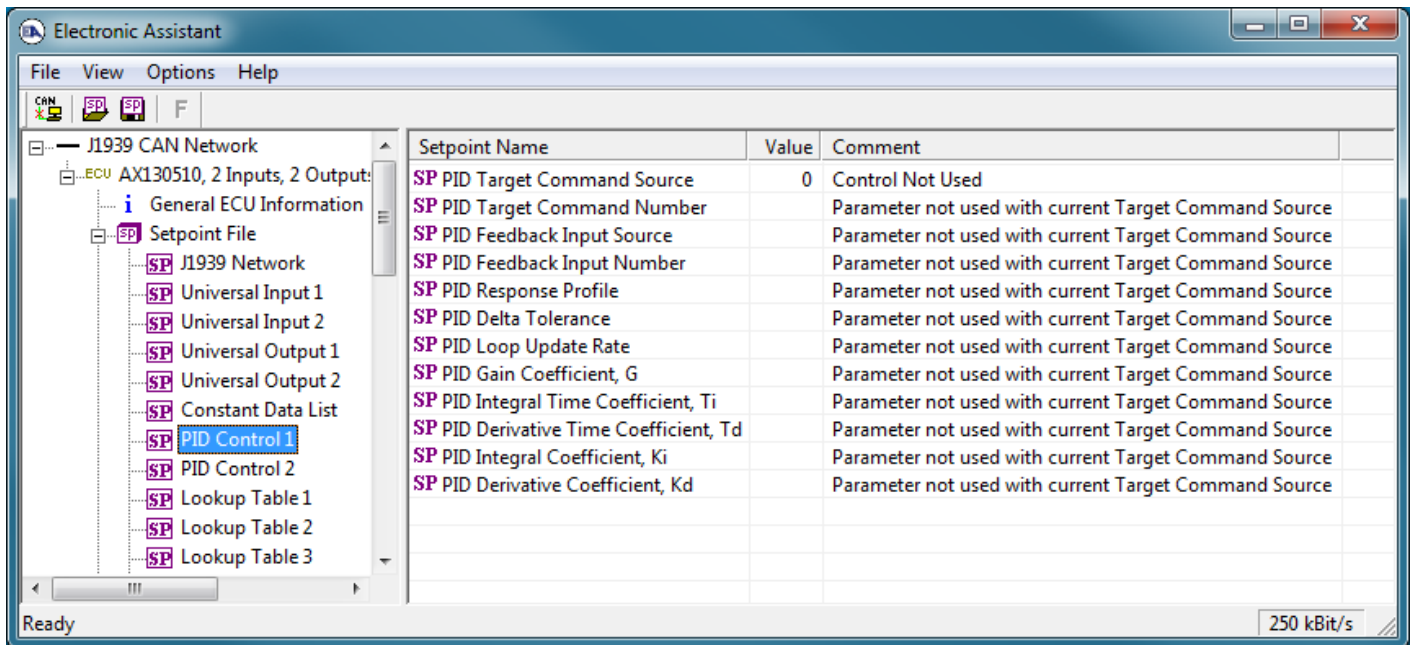 Electronic Assistant
File View Options Help
CAN SP SP F
J1939 CAN Network
ECU AX130510, 2 Inputs, 2 Outputs
i General ECU Information
SP Setpoint File
SP J1939 Network
SP Universal Input 1
SP Universal Input 2
SP Universal Output 1
SP Universal Output 2
SP Constant Data List
SP PID Control 1
SP PID Control 2
SP Lookup Table 1
SP Lookup Table 2
SP Lookup Table 3
Setpoint Name Value Comment
SP PID Target Command Source 0 Control Not Used
SP PID Target Command Number Parameter not used with current Target Command Source
SP PID Feedback Input Source Parameter not used with current Target Command Source
SP PID Feedback Input Number Parameter not used with current Target Command Source
SP PID Response Profile Parameter not used with current Target Command Source
SP PID Delta Tolerance Parameter not used with current Target Command Source
SP PID Loop Update Rate Parameter not used with current Target Command Source
SP PID Gain Coefficient, G Parameter not used with current Target Command Source
SP PID Integral Time Coefficient, Ti Parameter not used with current Target Command Source
SP PID Derivative Time Coefficient, Td Parameter not used with current Target Command Source
SP PID Integral Coefficient, Ki Parameter not used with current Target Command Source
SP PID Derivative Coefficient, Kd Parameter not used with current Target Command Source
Ready 250 kBit/s